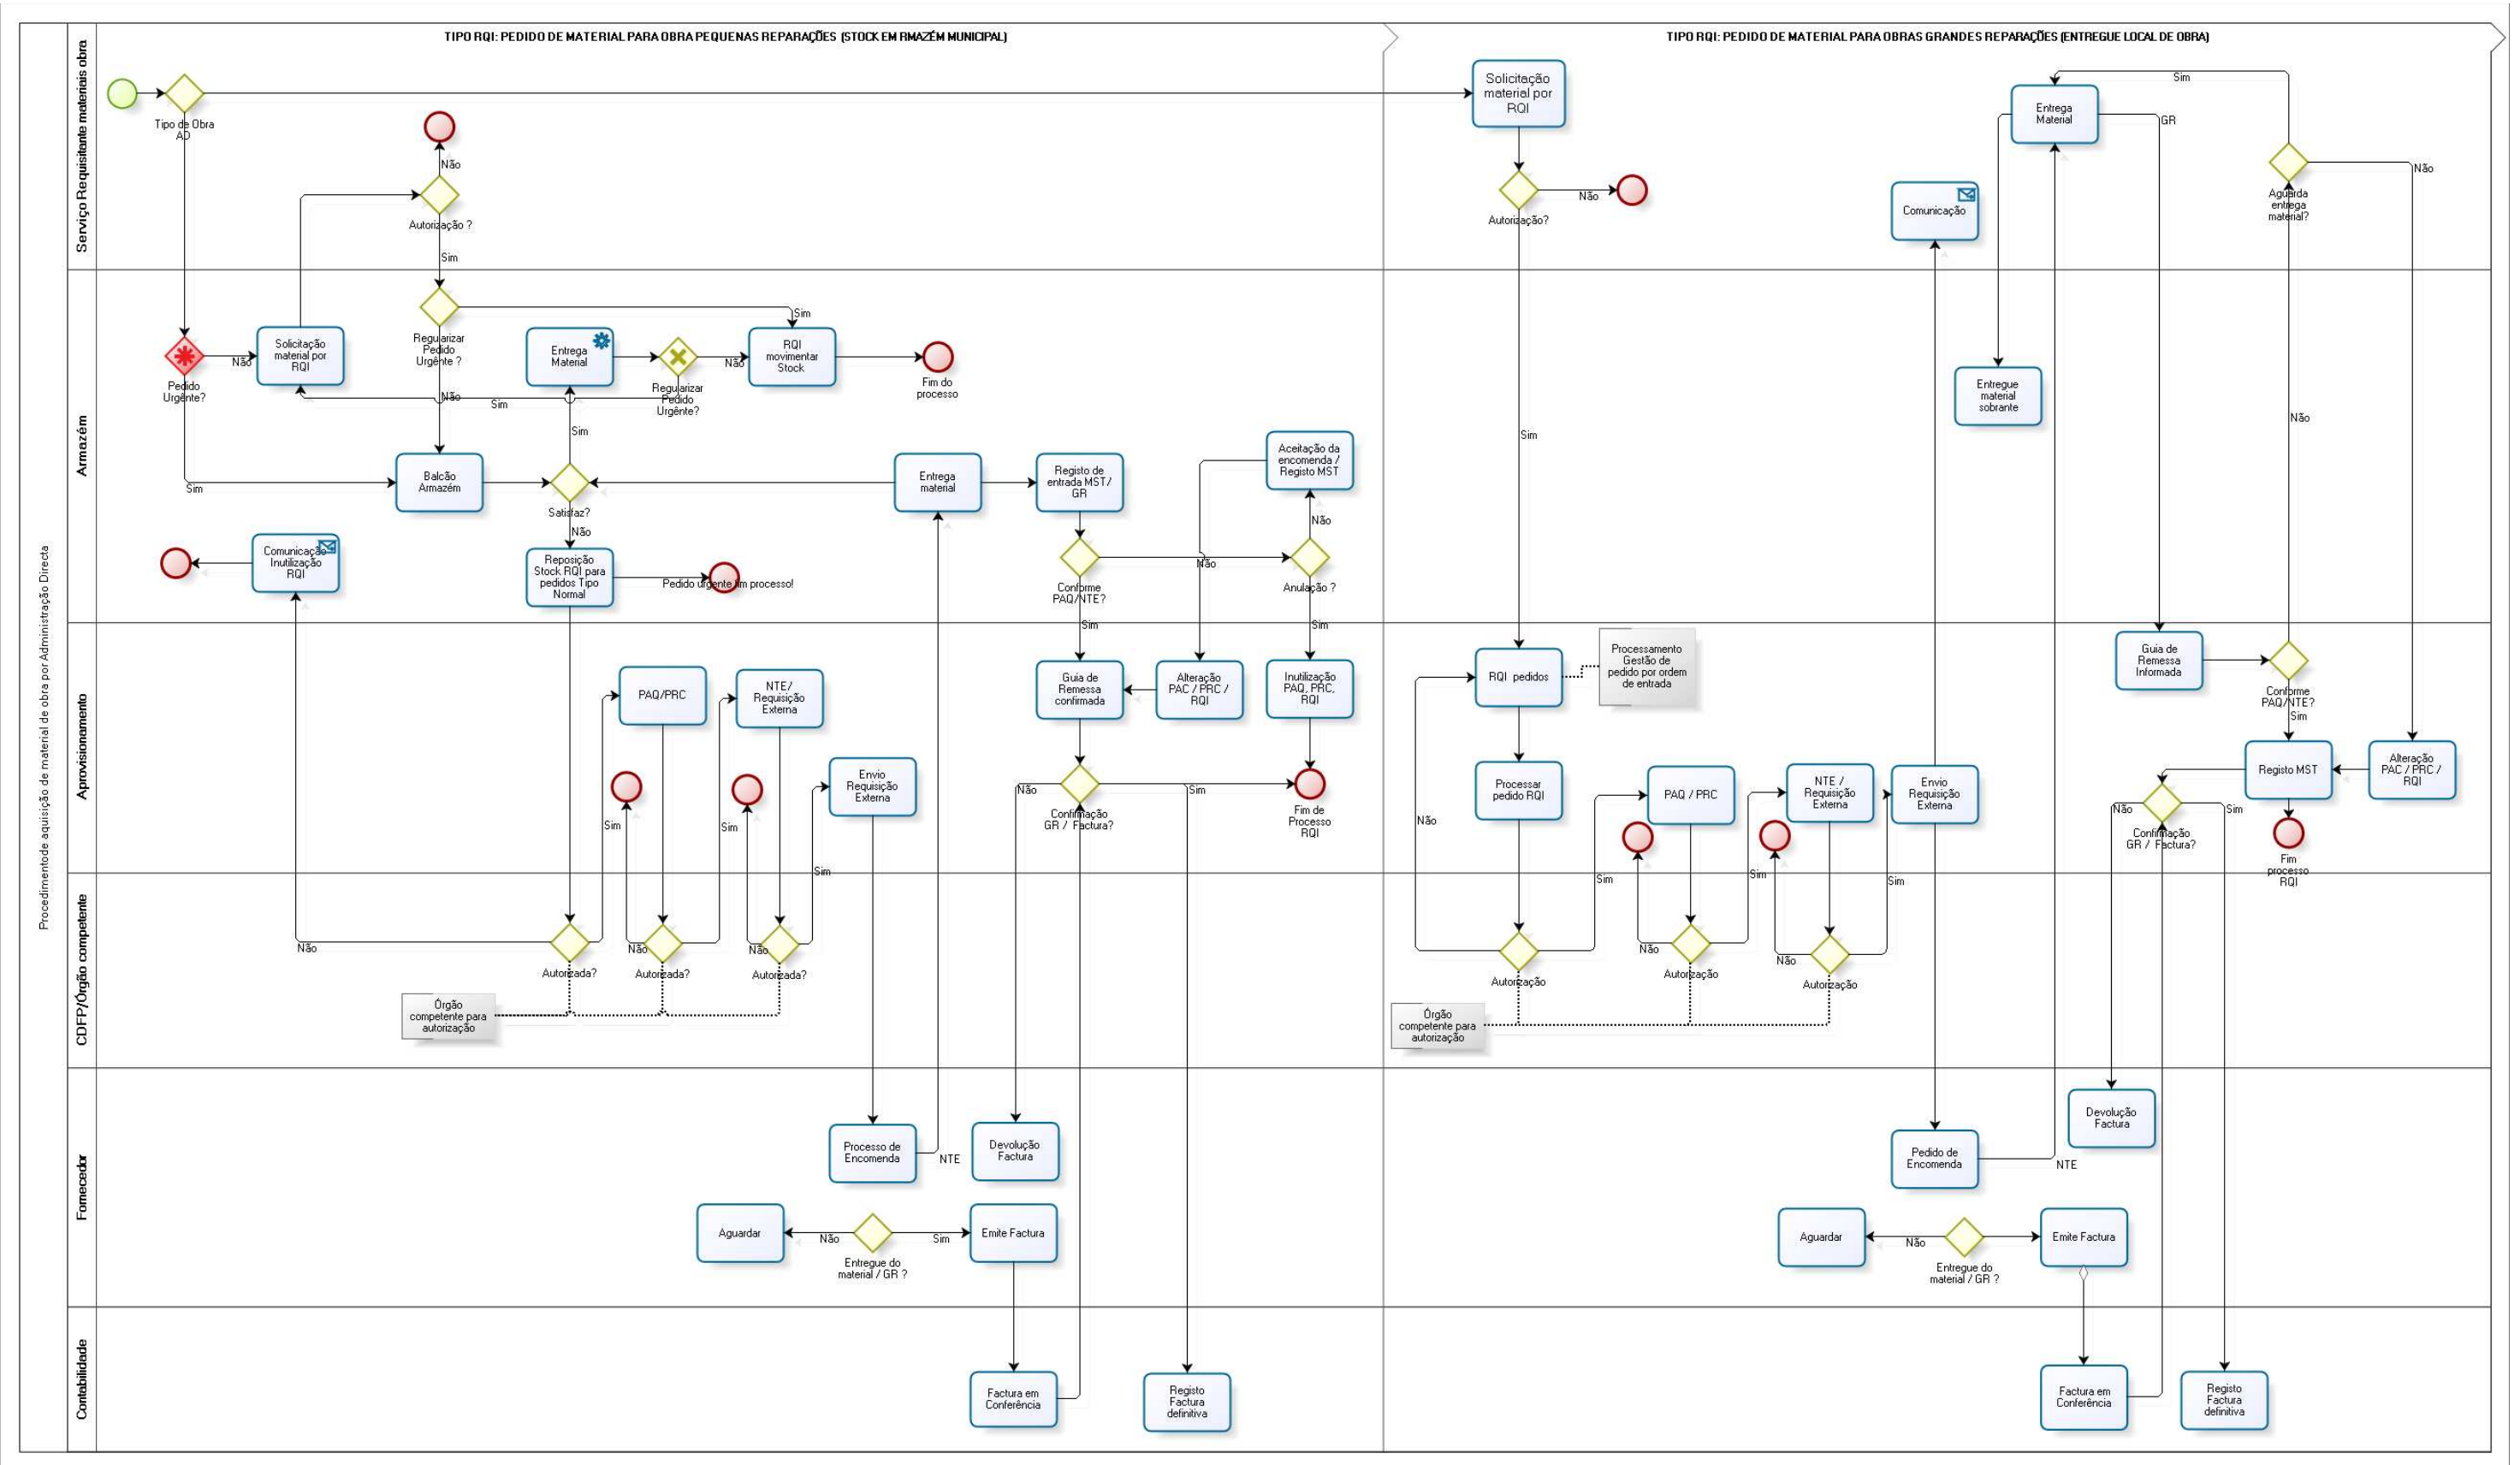 TIPO RQI: PEDIDO DE MATERIAL PARA OBRA PEQUENAS REPARAÇÕES (STOCK EM RMAZÉM MUNICIPAL)
TIPO RQI: PEDIDO DE MATERIAL PARA OBRAS GRANDES REPARAÇÕES (ENTREGUE LOCAL DE OBRA)
Procedimentode aquisição de material de obra por Administração Directa
Serviço Requisitante materiais obra
Tipo de Obra
AD
Não
Autorização ?
Sim
Solicitação
material por
RQI
Não
Autorização?
Sim
Comunicação
Entrega
Material
GR
Sim
Aguarda
entrega
material?
Não
Armazém
Pedido
Urgênte?
Não
Sim
Solicitação
material por
RQI
Regularizar
Pedido
Urgênte ?
Sim
Não
Entrega
Material
Regularizar
Pedido
Urgênte?
Não
Sim
RQI
movimentar
Stock
Fim do
processo
Balcão
Armazém
Sim
Satisfaz?
Não
Entrega
material
Registo de
entrada MST/
GR
Aceitação da
encomenda /
Registo MST
Não
Comunicação
Inutilização
RQI
Reposição
Stock RQI para
pedidos Tipo
Normal
Pedido urgente fim processo!
Conforme
PAQ/NTE?
Não
Sim
Anulação ?
Sim
Entregue
material
sobrante
Não
Aprovisionamento
PAQ/PRC
NTE/
Requisição
Externa
Envio
Requisição
Externa
Sim
Sim
Sim
Guia de
Remessa
confirmada
Alteração
PAC / PRC /
RQI
Inutilização
PAQ, PRC,
RQI
Não
Confirmação
GR / Factura?
Sim
Fim de
Processo
RQI
RQI pedidos
Processamento
Gestão de
pedido por ordem
de entrada
Processar
pedido RQI
Não
PAQ / PRC
NTE /
Requisição
Externa
Envio
Requisição
Externa
Guia de
Remessa
Informada
Conforme
PAQ/NTE?
Sim
Registo MST
Alteração
PAC / PRC /
RQI
Não
Confirmação
GR / Factura?
Sim
Fim
processo
RQI
CDFP/Órgão competente
Não
Autorizada?
Não
Autorizada?
Não
Autorizada?
Órgão
competente para
autorização
Sim
Autorização
Sim
Não
Autorização
Sim
Não
Autorização
Órgão
competente para
autorização
Fornecedor
Processo de
Encomenda
NTE
Devolução
Factura
Aguardar
Não
Entregue do
material / GR ?
Sim
Emite Factura
Pedido de
Encomenda
NTE
Devolução
Factura
Aguardar
Não
Entregue do
material / GR ?
Emite Factura
Contabilidade
Factura em
Conferência
Registo
Factura
definitiva
Factura em
Conferência
Registo
Factura
definitiva